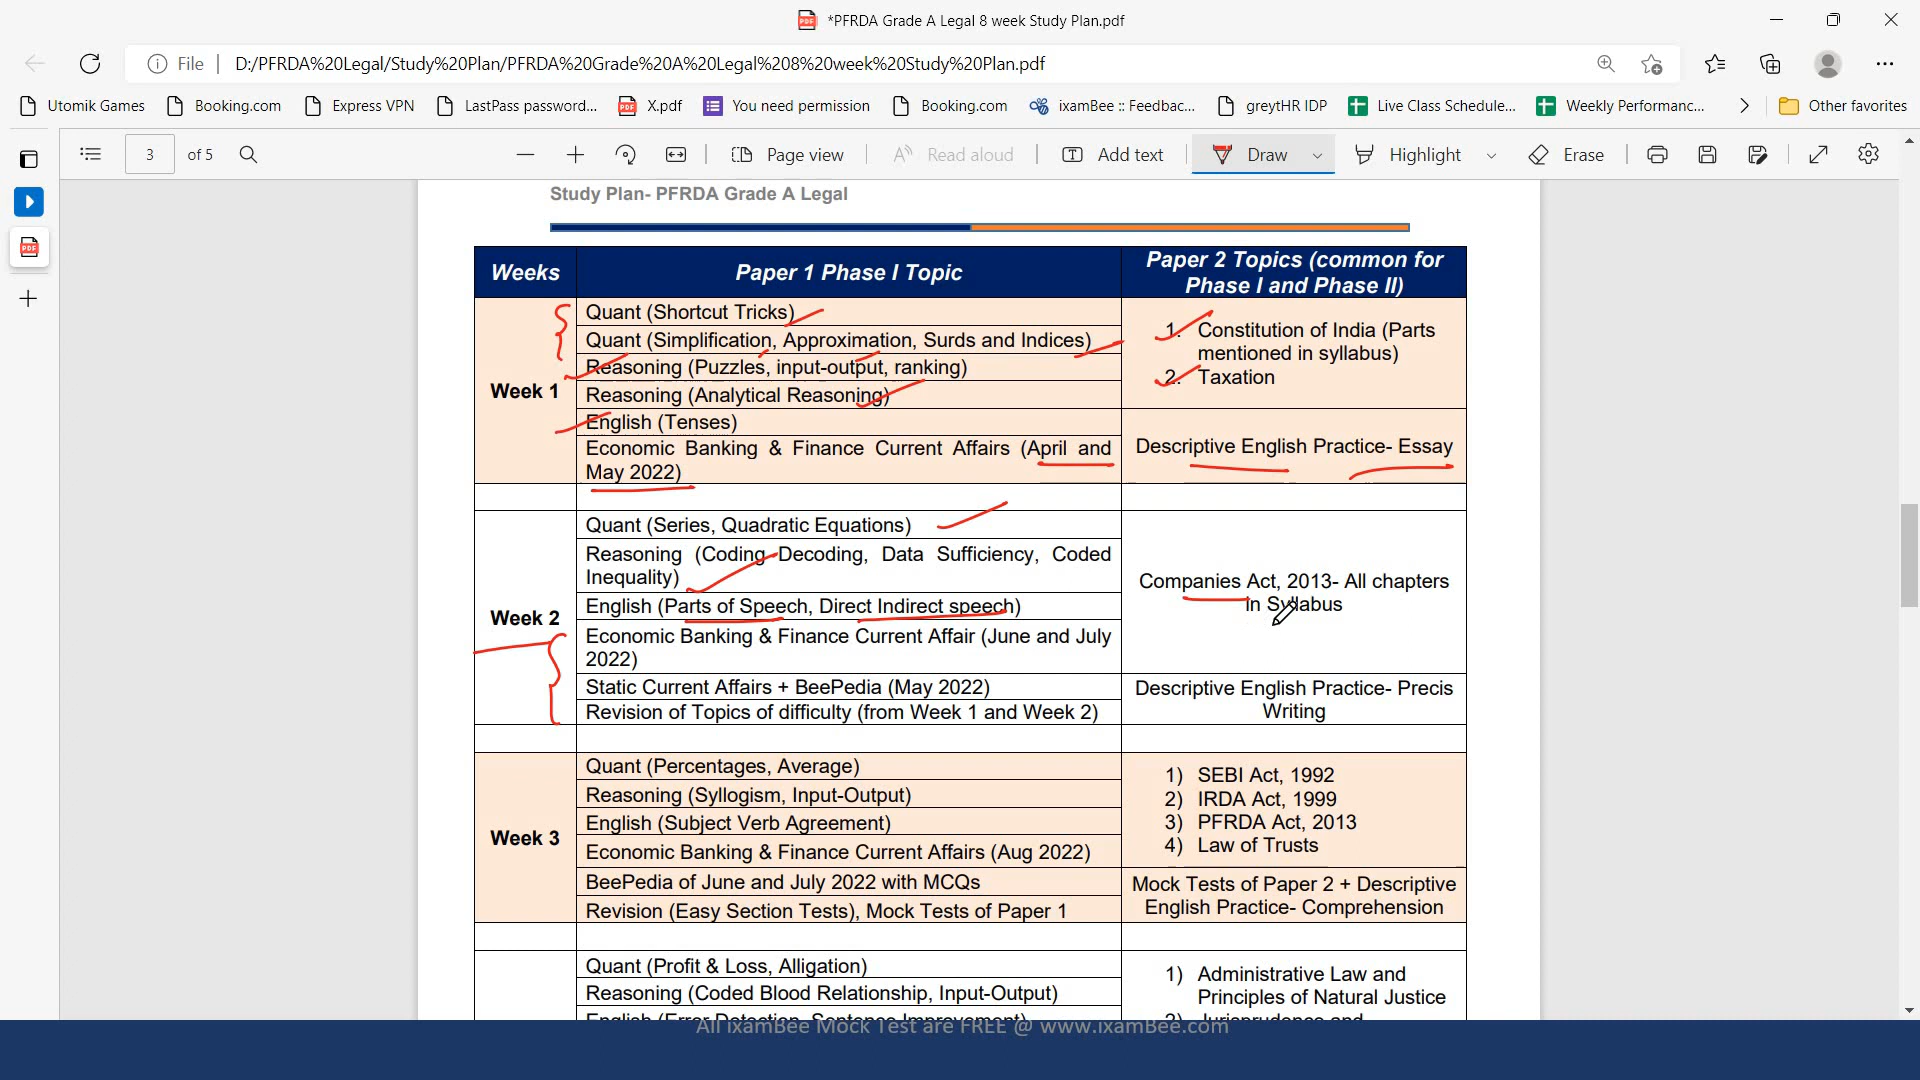 *PFRDA Grade A Legal 8 week Study Plan.pdf
File
D:/PFRDA%20Legal/Study%20Plan/PFRDA%20Grade%20A%20Legal%208%20week%20Study%20Plan.pdf
Utomik Games
Booking.com
Express VPN
LastPass password...
X.pdf
You need permission
Booking.com
ixamBee :: Feedbac...
greytHR IDP
Live Class Schedule...
Weekly Performanc...
Other favorites
3 of 5
Page view
Read aloud
Add text
Draw
Highlight
Erase
Study Plan- PFRDA Grade A Legal
Weeks
Paper 1 Phase I Topic
Paper 2 Topics (common for
Phase I and Phase II)
Week 1
Quant (Shortcut Tricks)
Quant (Simplification, Approximation, Surds and Indices)
Reasoning (Puzzles, input-output, ranking)
Reasoning (Analytical Reasoning)
English (Tenses)
Economic Banking & Finance Current Affairs (April and
May 2022)
1. Constitution of India (Parts
mentioned in syllabus)
2. Taxation
Descriptive English Practice- Essay
Week 2
Quant (Series, Quadratic Equations)
Reasoning (Coding-Decoding, Data Sufficiency, Coded
Inequality)
English (Parts of Speech, Direct Indirect speech)
Economic Banking & Finance Current Affair (June and July
2022)
Static Current Affairs + BeePedia (May 2022)
Revision of Topics of difficulty (from Week 1 and Week 2)
Companies Act, 2013- All chapters
in Syllabus
Descriptive English Practice- Precis
Writing
Week 3
Quant (Percentages, Average)
Reasoning (Syllogism, Input-Output)
English (Subject Verb Agreement)
Economic Banking & Finance Current Affairs (Aug 2022)
BeePedia of June and July 2022 with MCQs
Revision (Easy Section Tests), Mock Tests of Paper 1
1) SEBI Act, 1992
2) IRDA Act, 1999
3) PFRDA Act, 2013
4) Law of Trusts
Mock Tests of Paper 2 + Descriptive
English Practice- Comprehension
Quant (Profit & Loss, Alligation)
Reasoning (Coded Blood Relationship, Input-Output)
English (Error Detection, Sentence Improvement)
1) Administrative Law and
Principles of Natural Justice
2) Jurisprudence and
All ixamBee Mock Test are FREE @ www.ixamBee.com